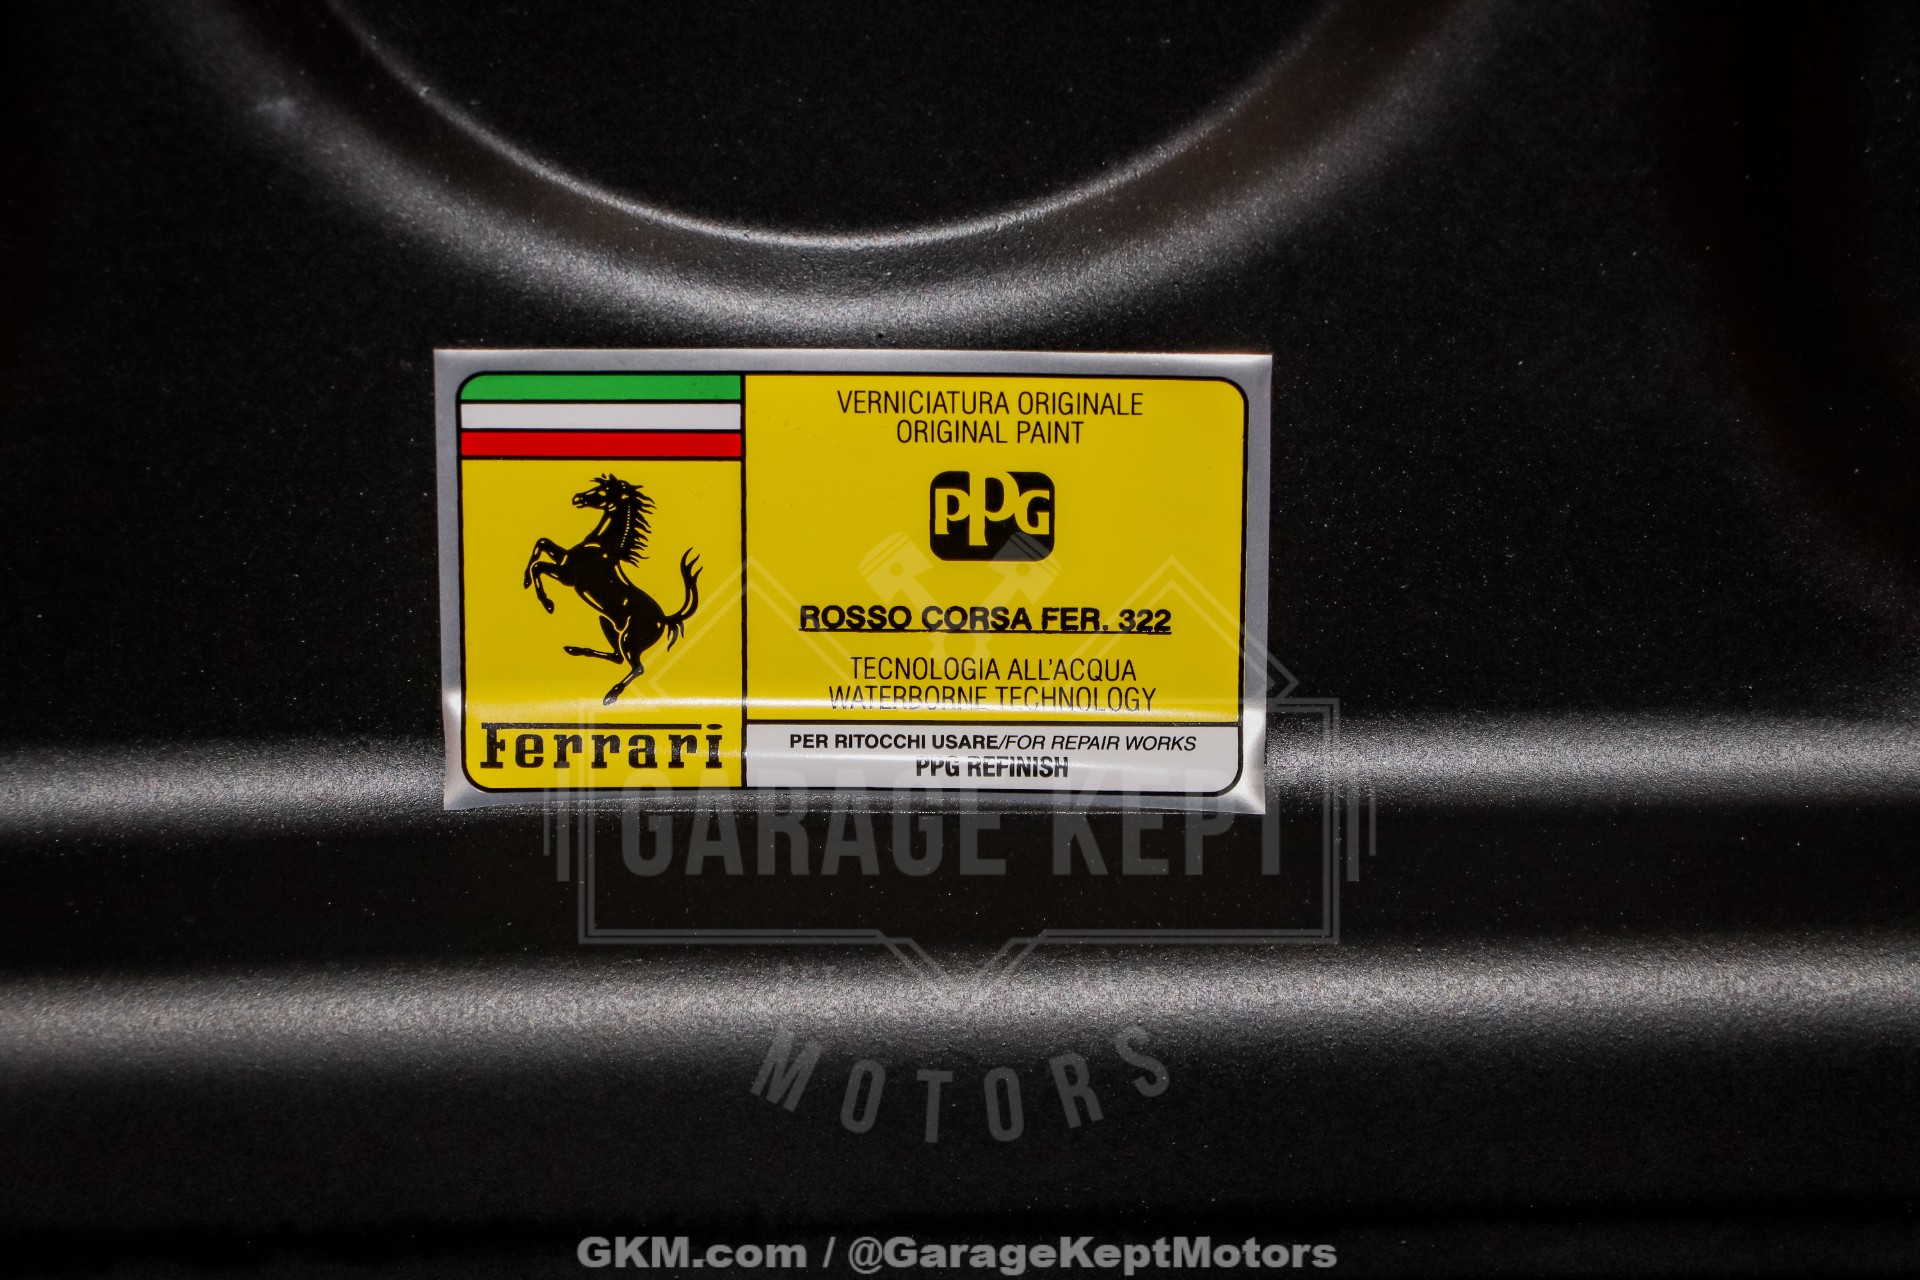 VERNICIATURA ORIGINALE
ORIGINAL PAINT
PPG
ROSSO CORSA FER. 322
TECNOLOGIA ALL'ACQUA
WATERBORNE TECHNOLOGY
Ferrari
PER RITOCCHI USARE/FOR REPAIR WORKS
PPG REFINISH
GARAGE KEPT
MOTORS
GKM.com / @GarageKeptMotors